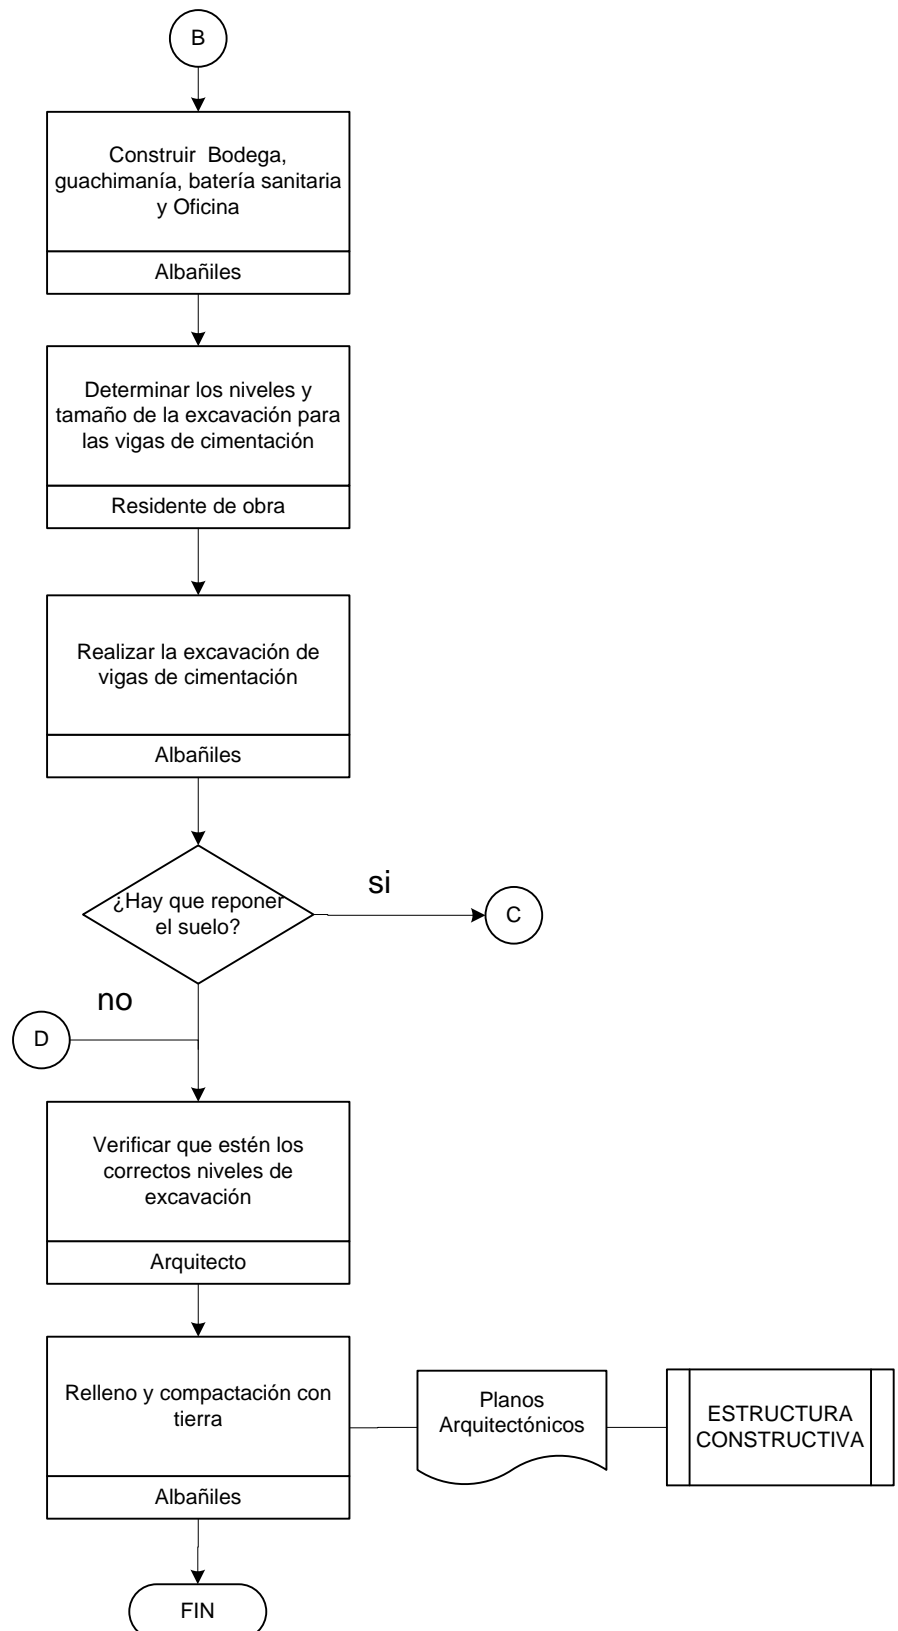 B
Construir Bodega,
guachimanía, batería sanitaria
y Oficina
Albañiles
Determinar los niveles y
tamaño de la excavación para
las vigas de cimentación
Residente de obra
Realizar la excavación de
vigas de cimentación
Albañiles
¿Hay que reponer
el suelo?
si
C
no
D
Verificar que estén los
correctos niveles de
excavación
Arquitecto
Relleno y compactación con
tierra
Albañiles
Planos
Arquitectónicos
ESTRUCTURA
CONSTRUCTIVA
FIN